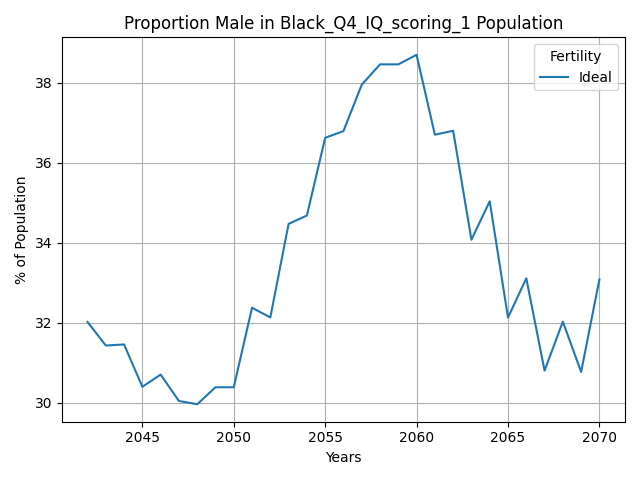 Proportion Male in Black_Q4_IQ_scoring_1 Population
Fertility
Ideal
% of Population
38
36
34
32
30
2045 2050 2055 2060 2065 2070
Years